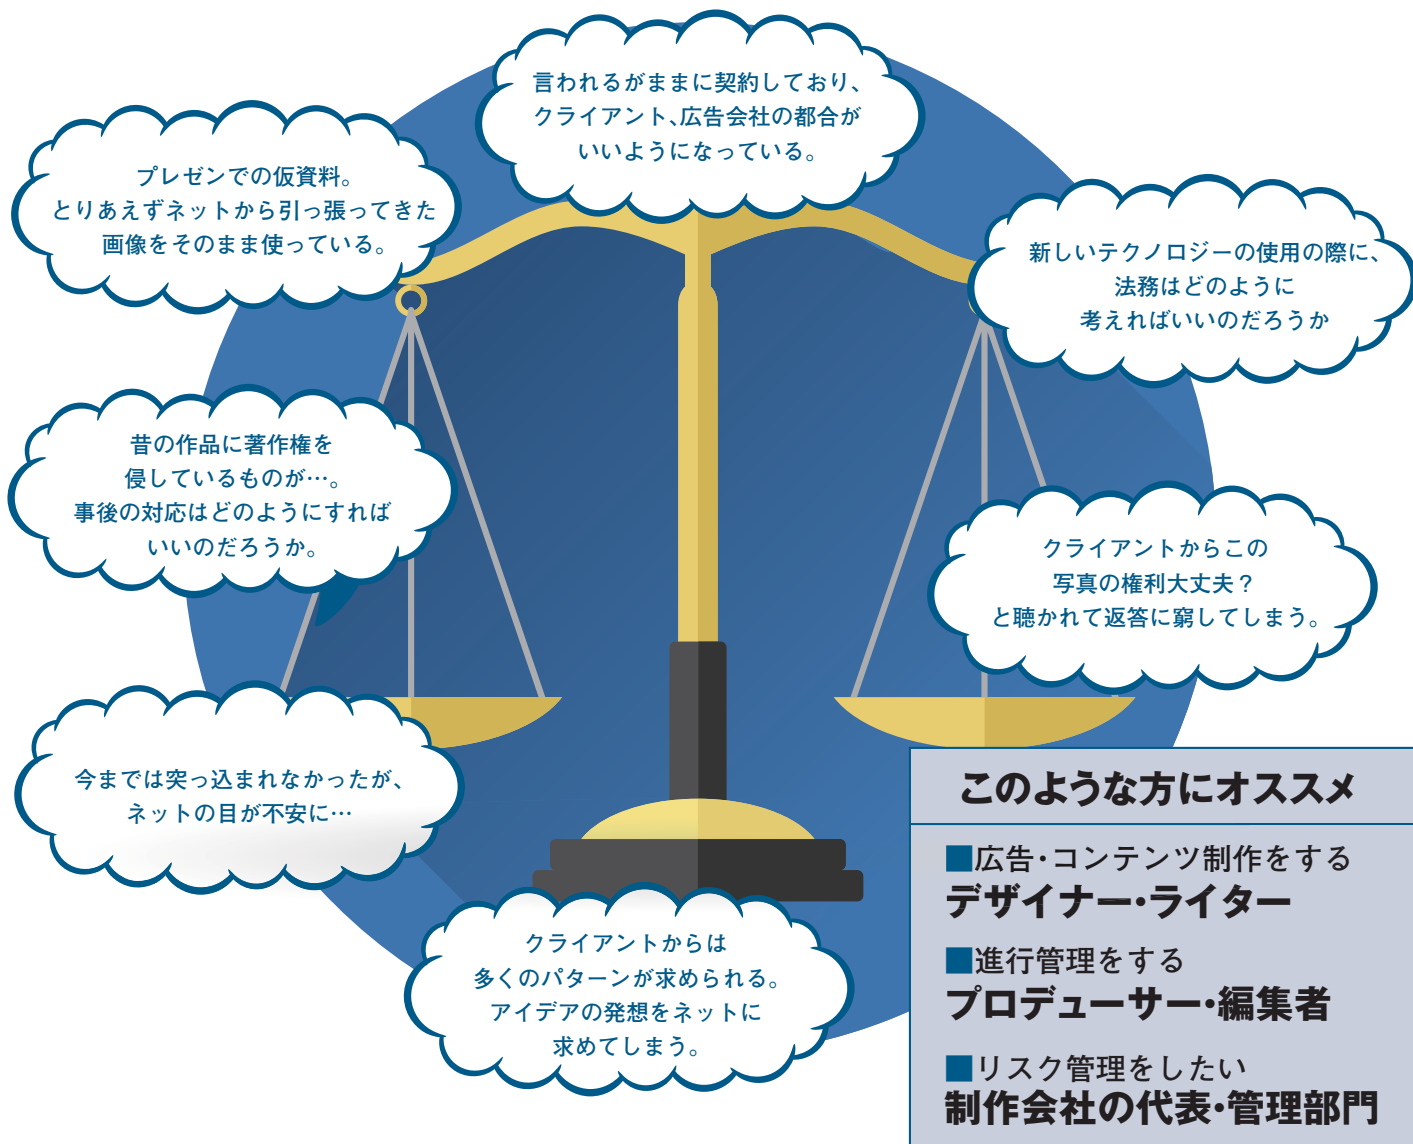 言われるがままに契約しており、
クライアント、広告会社の都合が
いいようになっている。
プレゼンでの仮資料。
とりあえずネットから引っ張ってきた
画像をそのまま使っている。
新しいテクノロジーの使用の際に、
法務はどのように
考えればいいのだろうか
昔の作品に著作権を
侵しているものが…。
事後の対応はどのようにすれば
いいのだろうか。
クライアントからこの
写真の権利大丈夫？
と聴かれて返答に窮してしまう。
今までは突っ込まれなかったが、
ネットの目が不安に…
クライアントからは
多くのパターンが求められる。
アイデアの発想をネットに
求めてしまう。
このような方にオススメ
■広告・コンテンツ制作をする
デザイナー・ライター
■進行管理をする
プロデューサー・編集者
■リスク管理をしたい
制作会社の代表・管理部門